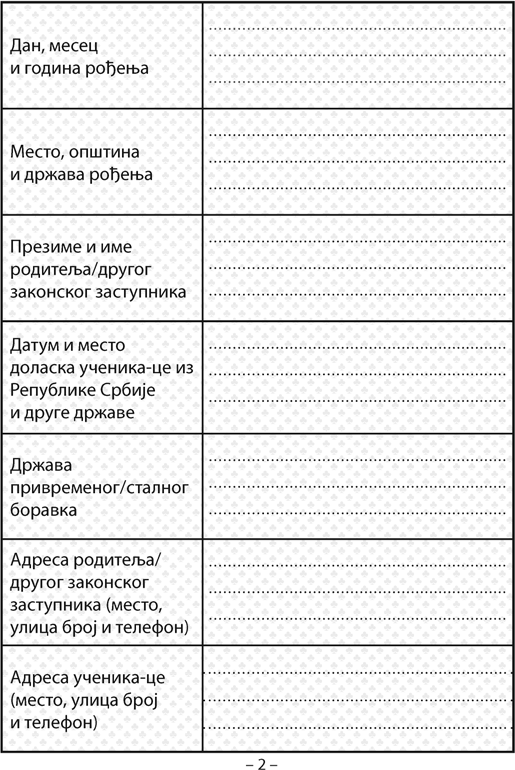 Дан, месец
и година рођења
Место, општина
и држава рођења
Презиме и име
родитеља/другог
законског заступника
Датум и место
доласка ученика-це из
Републике Србије
и друге државе
Држава
привременог/сталног
боравка
Адреса родитеља/
другог законског
заступника (место,
улица број и телефон)
Адреса ученика-це
(место, улица број
и телефон)
– 2 –